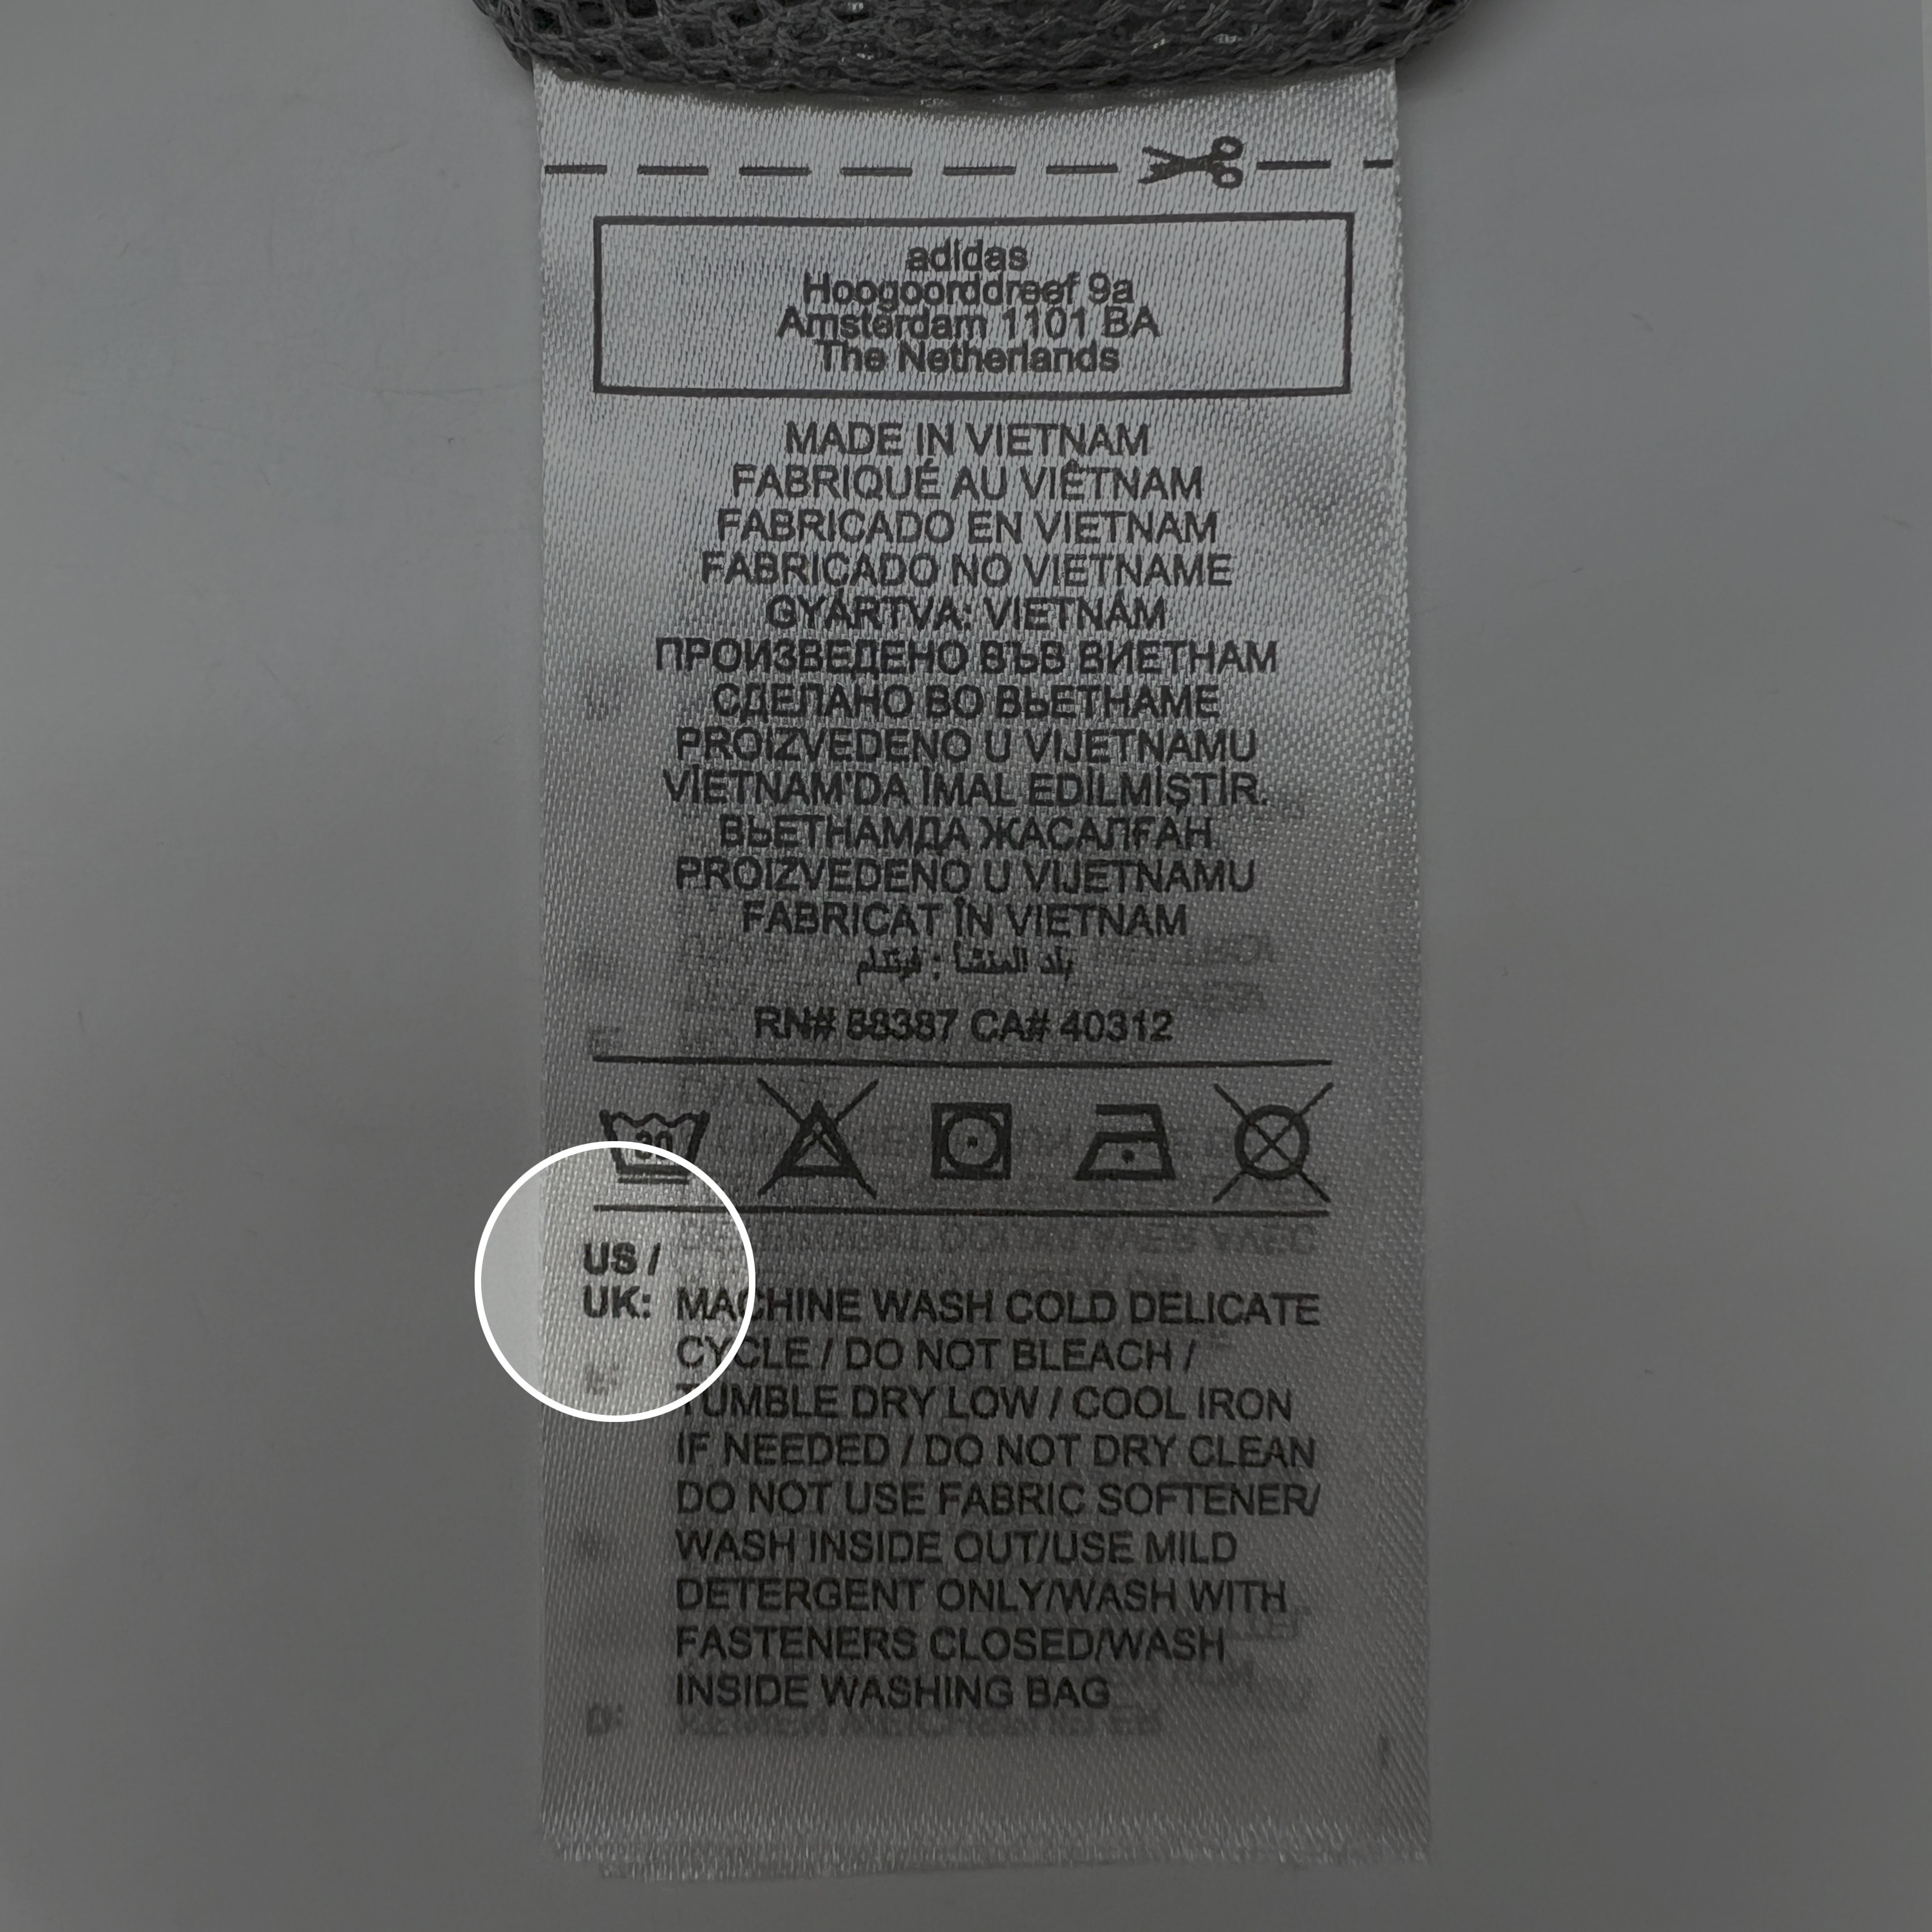 adidas
Hoogoorddreef 9a
Amsterdam 1101 BA
The Netherlands
MADE IN VIETNAM
FABRIQUÉ AU VIÊTNAM
FABRICADO EN VIETNAM
FABRICADO NO VIETNAME
GYÁRTVA: VIETNÁM
ПРОИЗВЕДЕНО ВЪВ ВИЕТНАМ
СДЕЛАНО ВО ВЬЕТНАМЕ
PROIZVEDENO U VIJETNAMU
VİETNAM'DA İMAL EDİLMİŞTİR.
ВЬЕТНАМДА ЖАСАЛҒАН
PROIZVEDENO U VIJETNAMU
FABRICAT ÎN VIETNAM
بلد المنشأ : فيتنام
RN# 88387 CA# 40312
30
US /
UK: MACHINE WASH COLD DELICATE
CYCLE / DO NOT BLEACH /
TUMBLE DRY LOW / COOL IRON
IF NEEDED / DO NOT DRY CLEAN
DO NOT USE FABRIC SOFTENER/
WASH INSIDE OUT/USE MILD
DETERGENT ONLY/WASH WITH
FASTENERS CLOSED/WASH
INSIDE WASHING BAG